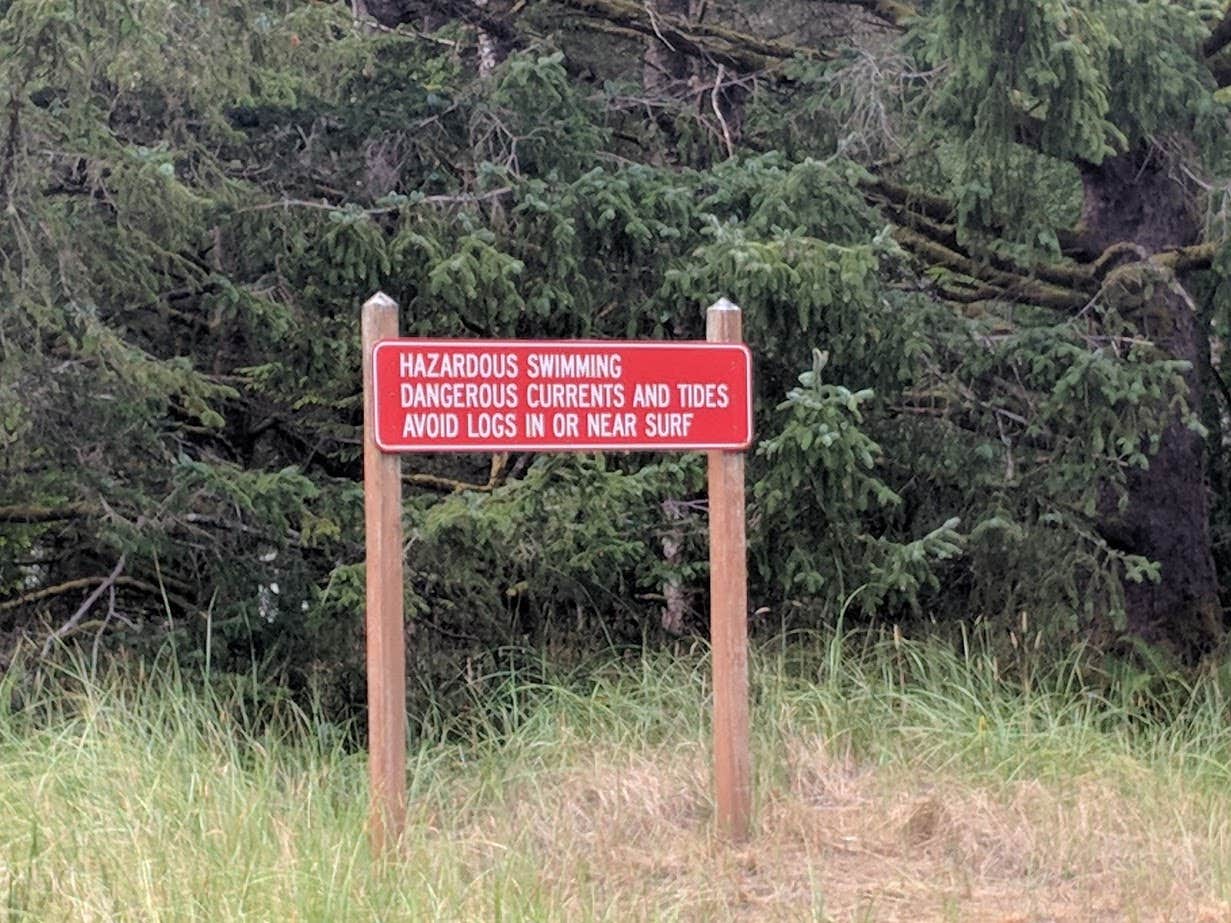 HAZARDOUS SWIMMING
DANGEROUS CURRENTS AND TIDES
AVOID LOGS IN OR NEAR SURF